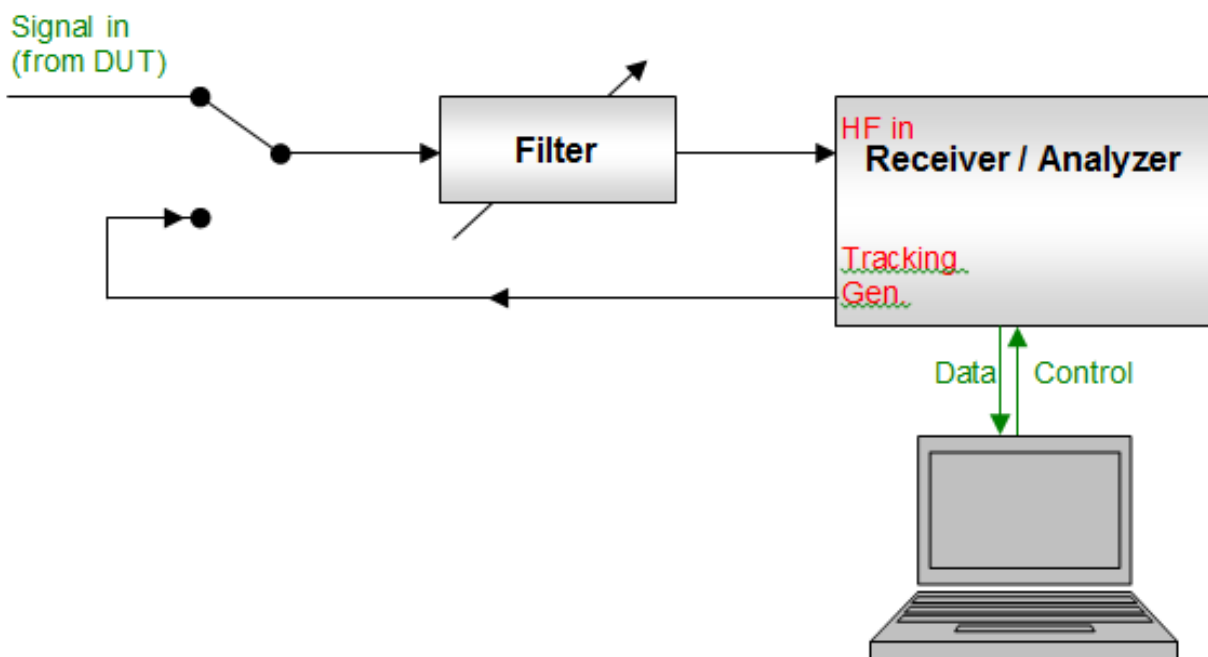 Signal in
(from DUT)
Filter
HF in
Receiver / Analyzer
Tracking
Gen.
Data Control